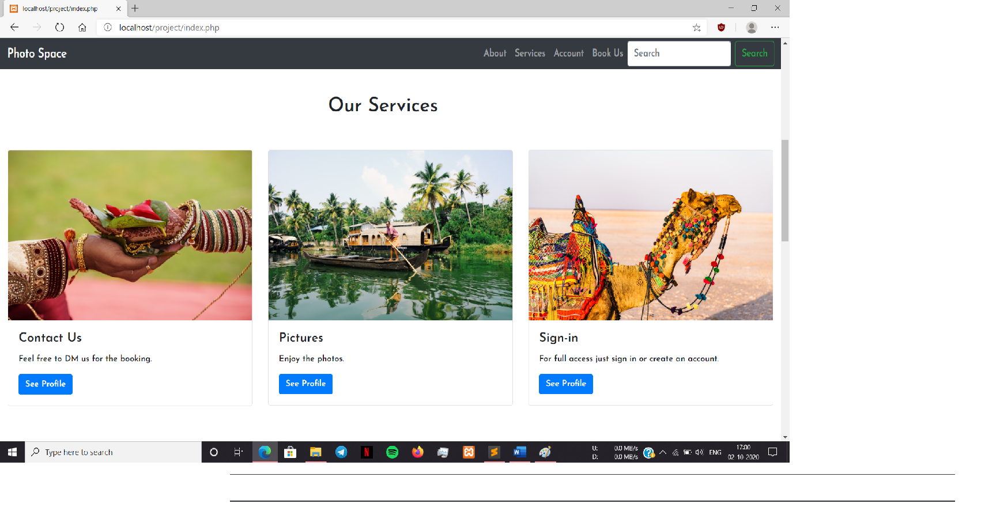 localhost/project/index.php
localhost/project/index.php
Photo Space
About Services Account Book Us Search Search
Our Services
Contact Us
Feel free to DM us for the booking.
See Profile
Pictures
Enjoy the photos.
See Profile
Sign-in
For full access just sign in or create an account.
See Profile
Type here to search
U: 0.0 MB/s
D: 0.0 MB/s
ENG
17:00
02-10-2020